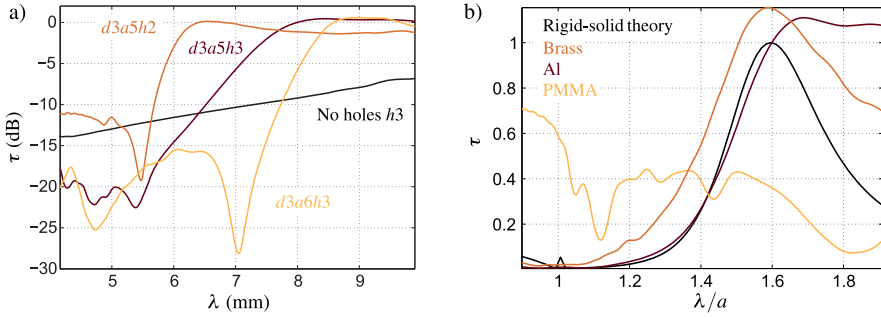 a)
0
−5
−10
−15
−20
−25
−30
τ (dB)
d3a5h2
d3a5h3
No holes h3
d3a6h3
5 6 7 8 9
λ (mm)
b)
1
0.8
0.6
0.4
0.2
τ
Rigid-solid theory
Brass
Al
PMMA
1 1.2 1.4 1.6 1.8
λ/a